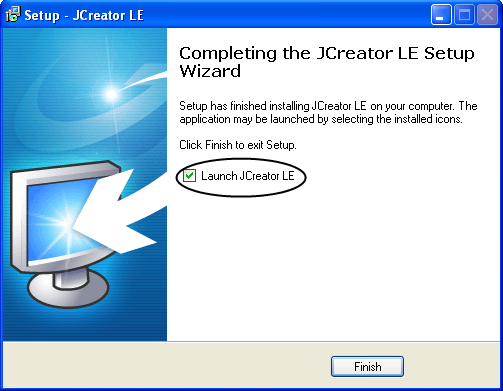 Setup - JCreator LE
Completing the JCreator LE Setup
Wizard
Setup has finished installing JCreator LE on your computer. The
application may be launched by selecting the installed icons.
Click Finish to exit Setup.
Launch JCreator LE
Finish